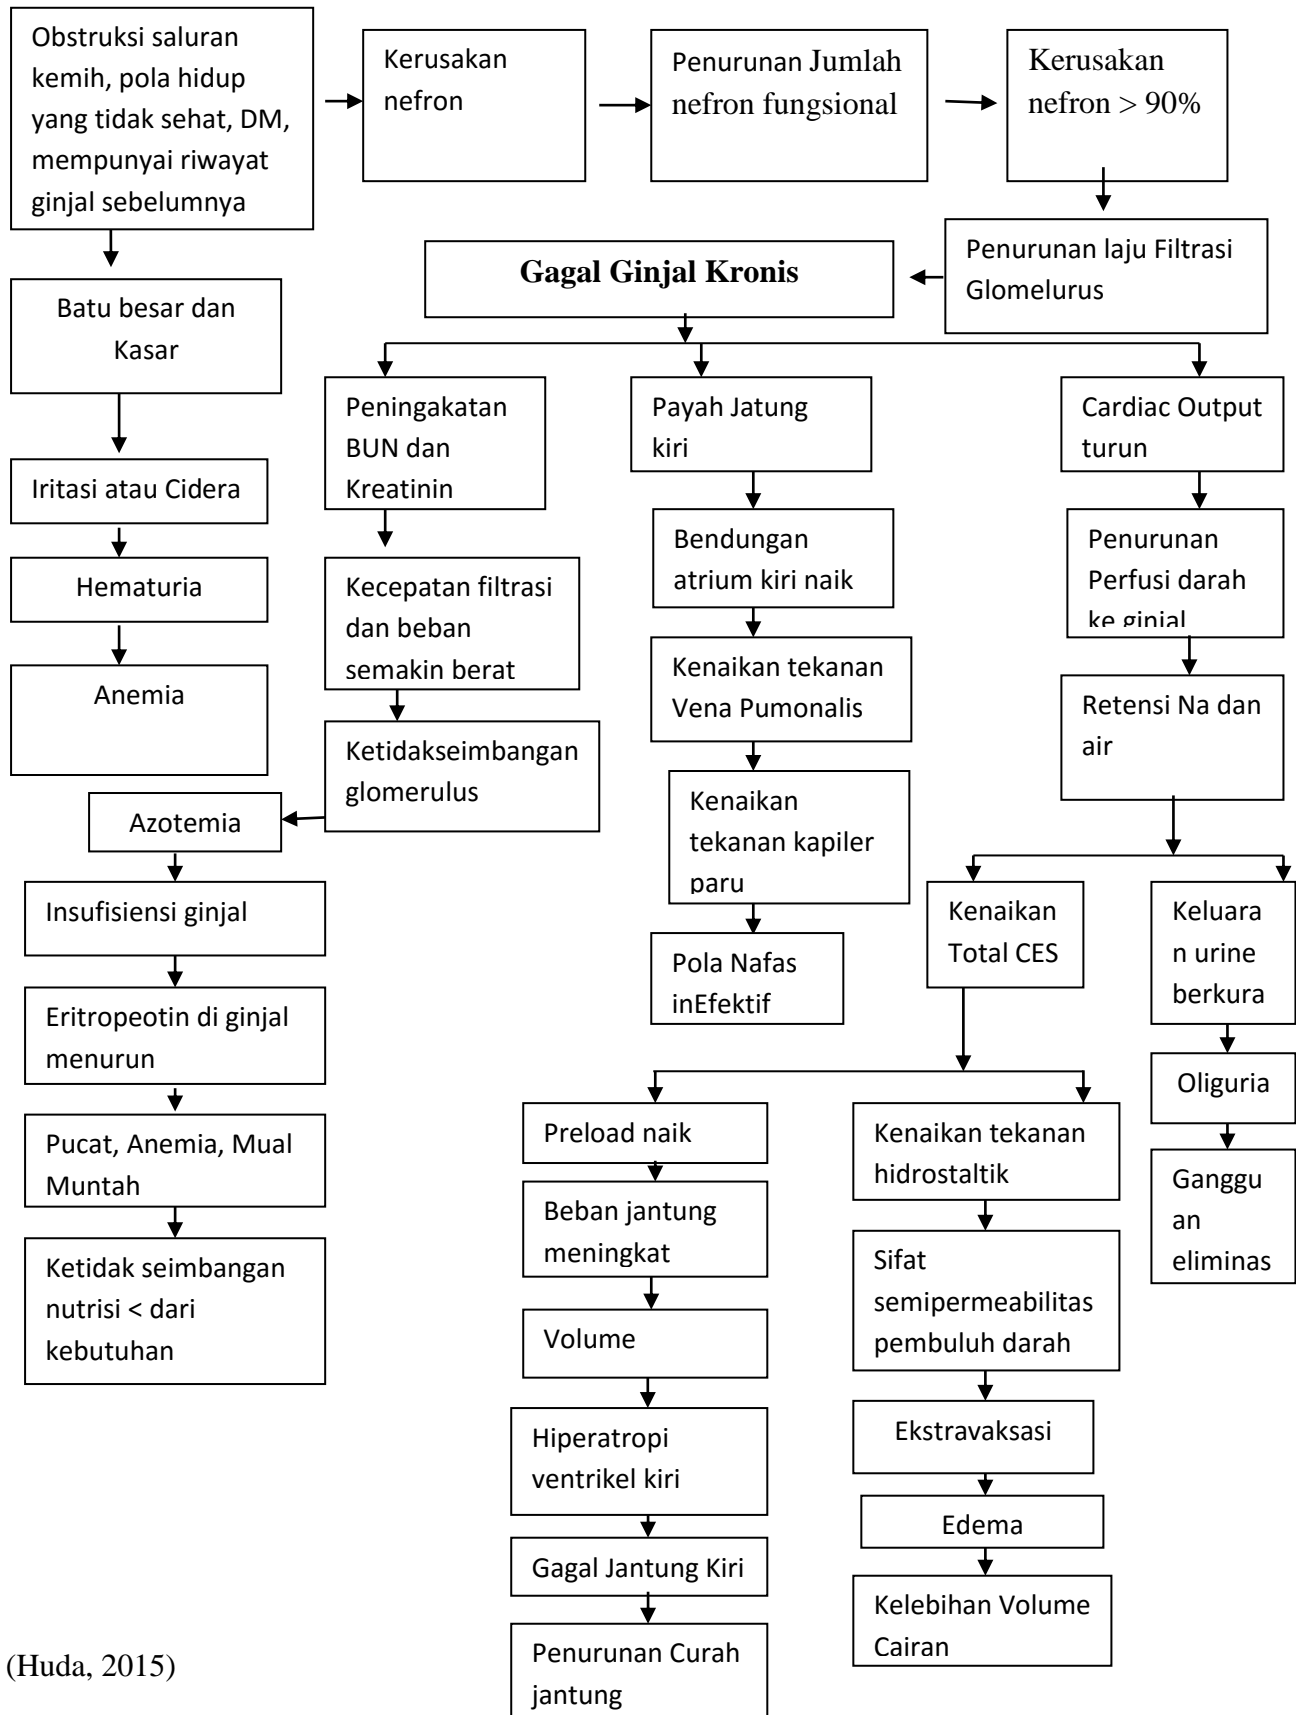 Obstruksi saluran
kemih, pola hidup
yang tidak sehat, DM,
mempunyai riwayat
ginjal sebelumnya
Kerusakan
nefron
Penurunan Jumlah
nefron fungsional
Kerusakan
nefron > 90%
Penurunan laju Filtrasi
Glomelurus
Gagal Ginjal Kronis
Batu besar dan
Kasar
Iritasi atau Cidera
Hematuria
Anemia
Peningakatan
BUN dan
Kreatinin
Kecepatan filtrasi
dan beban
semakin berat
Ketidakseimbangan
glomerulus
Azotemia
Insufisiensi ginjal
Eritropeotin di ginjal
menurun
Pucat, Anemia, Mual
Muntah
Ketidak seimbangan
nutrisi < dari
kebutuhan
Payah Jatung
kiri
Bendungan
atrium kiri naik
Kenaikan tekanan
Vena Pumonalis
Kenaikan
tekanan kapiler
paru
Pola Nafas
inEfektif
Cardiac Output
turun
Penurunan
Perfusi darah
ke ginjal
Retensi Na dan
air
Kenaikan
Total CES
Keluara
n urine
berkura
Oliguria
Ganggu
an
eliminas
Preload naik
Beban jantung
meningkat
Volume
Hiperatropi
ventrikel kiri
Gagal Jantung Kiri
Penurunan Curah
jantung
Kenaikan tekanan
hidrostaltik
Sifat
semipermeabilitas
pembuluh darah
Ekstravaksasi
Edema
Kelebihan Volume
Cairan
(Huda, 2015)